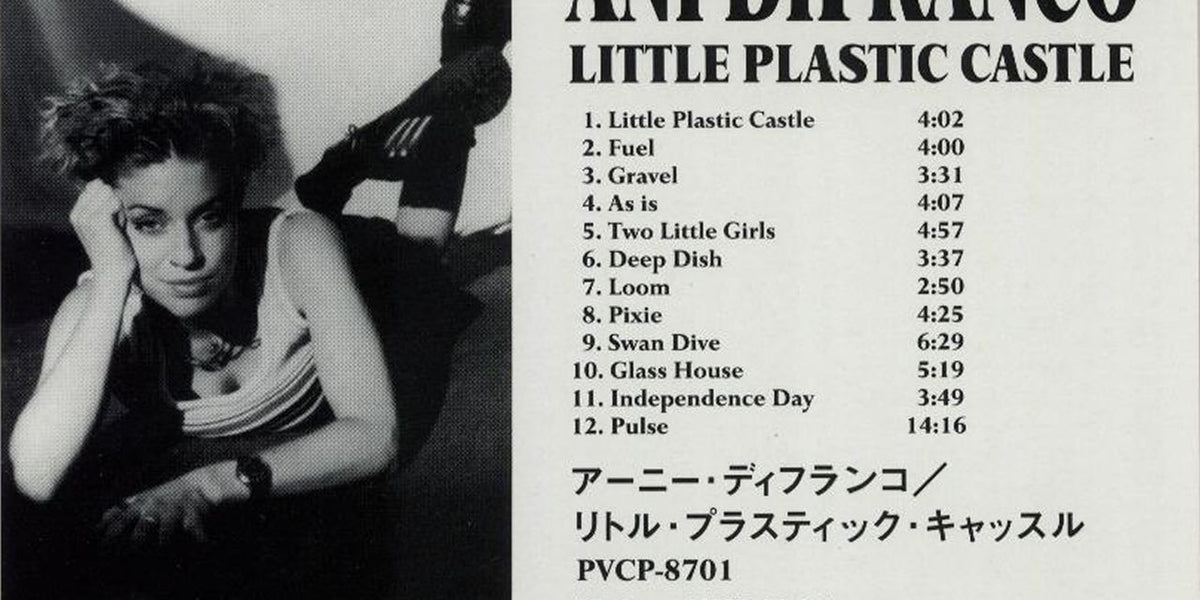 ANI DIFRANCO
LITTLE PLASTIC CASTLE
1. Little Plastic Castle 4:02
2. Fuel 4:00
3. Gravel 3:31
4. As is 4:07
5. Two Little Girls 4:57
6. Deep Dish 3:37
7. Loom 2:50
8. Pixie 4:25
9. Swan Dive 6:29
10. Glass House 5:19
11. Independence Day 3:49
12. Pulse 14:16
アーニー・ディフランコ／
リトル・プラスティック・キャッスル
PVCP-8701